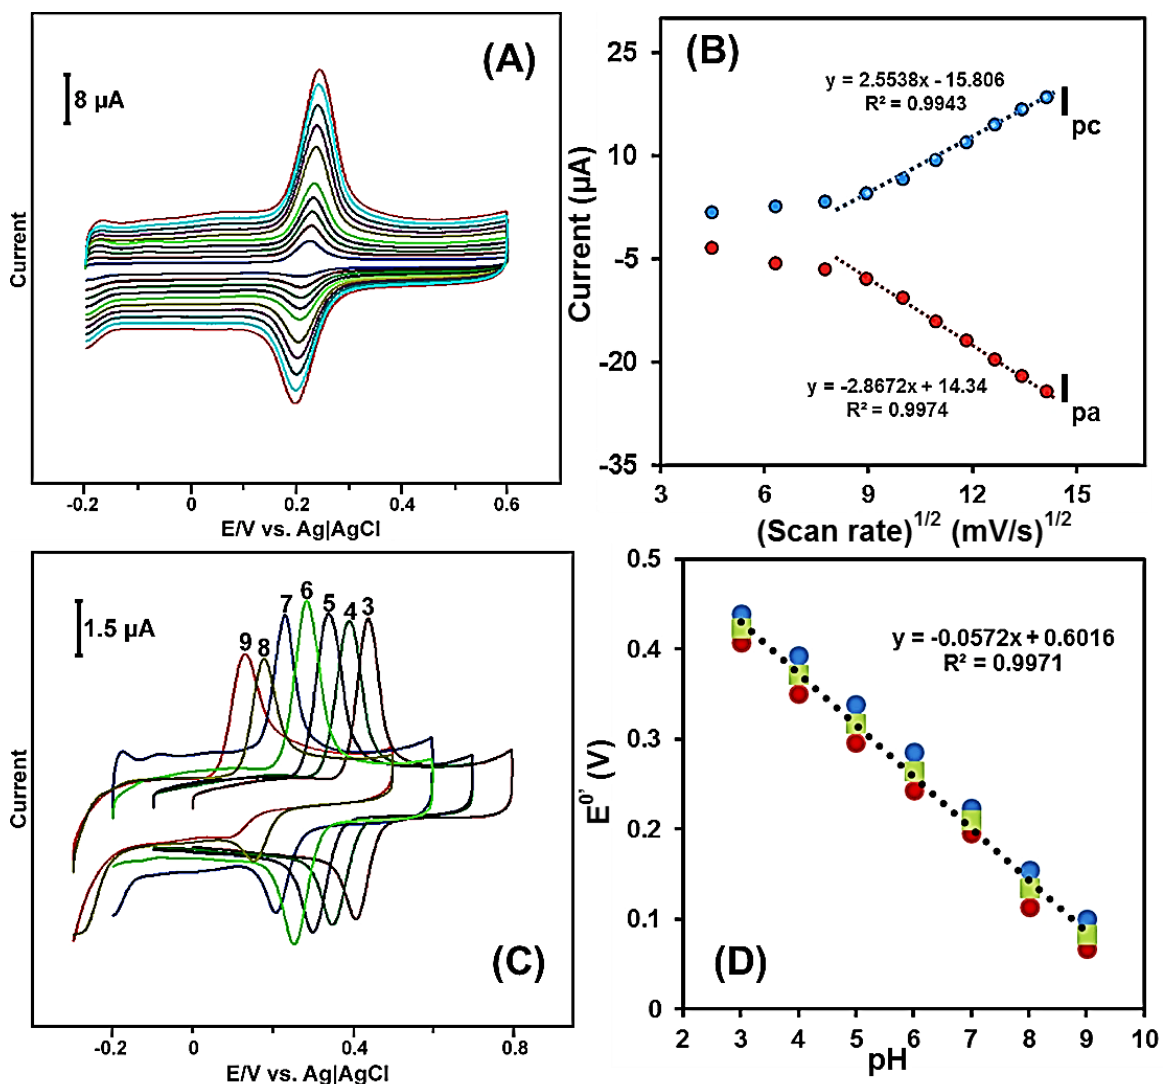 (A)
8 µA
Current
-0.2
0
0.2
0.4
0.6
E/V vs. Ag|AgCl
(B)
25
10
-5
-20
-35
Current (µA)
y = 2.5538x - 15.806
R² = 0.9943
I pc
y = -2.8672x + 14.34
R² = 0.9974
I pa
3
6
9
12
15
(Scan rate)^1/2 (mV/s)^1/2
1.5 µA
9
8
7
6
5
4
3
Current
(C)
-0.2
0
0.4
0.8
E/V vs. Ag|AgCl
0.5
0.4
0.3
0.2
0.1
0
E^0' (V)
y = -0.0572x + 0.6016
R² = 0.9971
(D)
2
3
4
5
6
7
8
9
10
pH